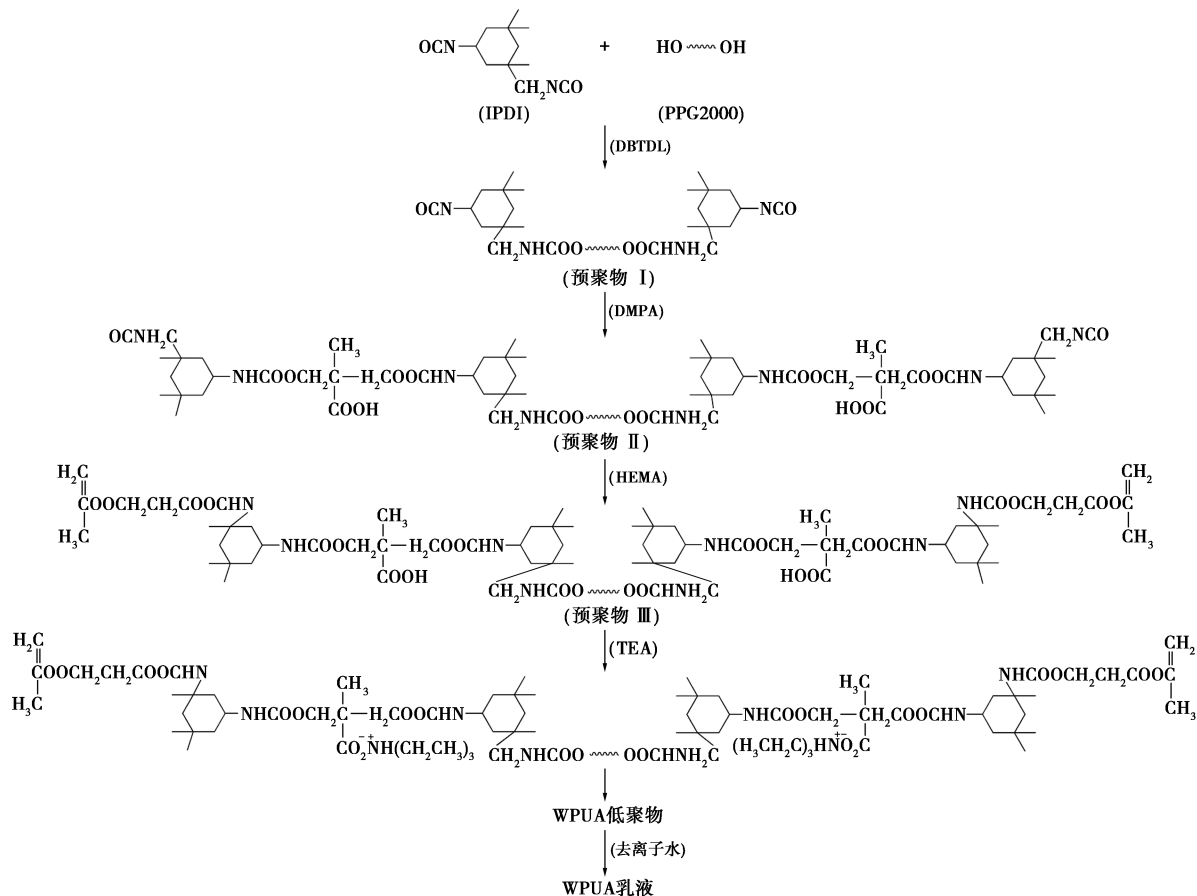 OCN + HO OH
CH2NCO
(IPDI) (PPG2000)
(DBTDL)
OCN NCO
CH2NHCOO OOCHNH2C
(预聚物 Ⅰ)
(DMPA)
OCNH2C CH3 H3C CH2NCO
NHCOOCH2C H2COOCHN NHCOOCH2 CH2COOCHN
COOH HOOC
CH2NHCOO OOCHNH2C
(预聚物 Ⅱ)
(HEMA)
H2C CH2
COOCH2CH2COOCHN NHCOOCH2CH2COOC
H3C CH3 H3C CH3
NHCOOCH2C H2COOCHN NHCOOCH2 CH2COOCHN
COOH HOOC
CH2NHCOO OOCHNH2C
(预聚物 Ⅲ)
(TEA)
H2C CH2
COOCH2CH2COOCHN NHCOOCH2CH2COOC
H3C CH3 H3C CH3
NHCOOCH2C H2COOCHN NHCOOCH2 CH2COOCHN
CO2-+NH(CH2CH3)3 (H3CH2C)3HN+-O2C
CH2NHCOO OOCHNH2C
WPUA低聚物
(去离子水)
WPUA乳液